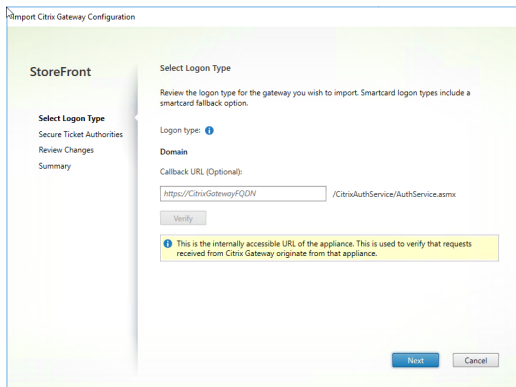 Import Citrix Gateway Configuration
StoreFront
Select Logon Type
Secure Ticket Authorities
Review Changes
Summary
Select Logon Type
Review the logon type for the gateway you wish to import. Smartcard logon types include a
smartcard fallback option.
Logon type:
Domain
Callback URL (Optional):
https://CitrixGatewayFQDN /CitrixAuthService/AuthService.asmx
Verify
This is the internally accessible URL of the appliance. This is used to verify that requests
received from Citrix Gateway originate from that appliance.
Next Cancel